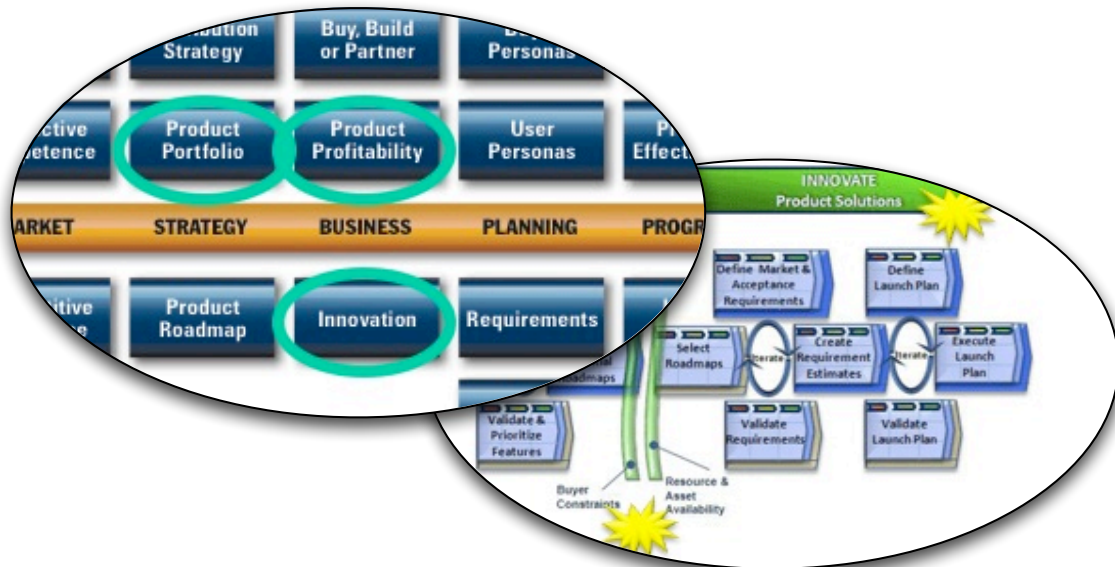 Strategy
Buy, Build
or Partner
Personas
Product
Portfolio
Product
Profitability
User
Personas
STRATEGY
BUSINESS
PLANNING
Product
Roadmap
Innovation
Requirements
INNOVATE
Product Solutions
Define Market &
Acceptance
Requirements
Define
Launch Plan
Select
Roadmaps
Iterate
Create
Requirement
Estimates
Iterate
Execute
Launch
Plan
Validate &
Prioritize
Features
Validate
Requirements
Validate
Launch Plan
Buyer
Constraints
Resource &
Asset
Availability